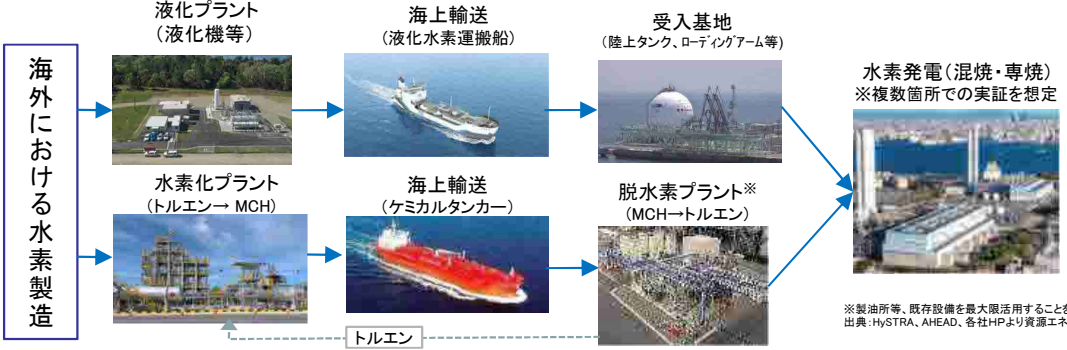 海外における水素製造
液化プラント
(液化機等)
海上輸送
(液化水素運搬船)
受入基地
(陸上タンク、ローディングアーム等)
水素発電(混焼・専焼)
※複数箇所での実証を想定
水素化プラント
(トルエン→ MCH)
海上輸送
(ケミカルタンカー)
脱水素プラント※
(MCH→トルエン)
トルエン
※製油所等、既存設備を最大限活用することを
出典:HySTRA、AHEAD、各社HPより資源エネ